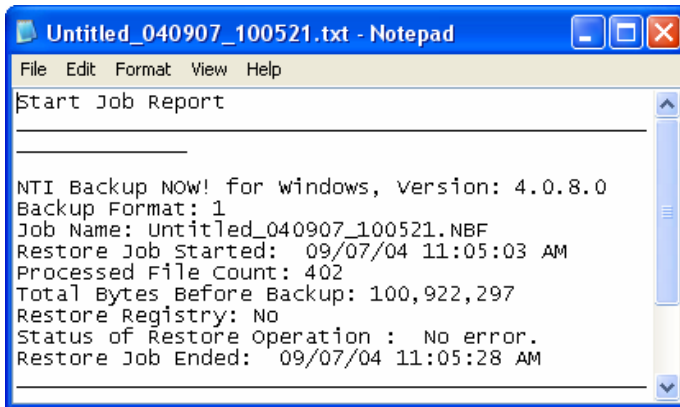 Untitled_040907_100521.txt - Notepad
File Edit Format View Help
Start Job Report
NTI Backup NOW! for Windows, Version: 4.0.8.0
Backup Format: 1
Job Name: Untitled_040907_100521.NBF
Restore Job Started:  09/07/04 11:05:03 AM
Processed File Count: 402
Total Bytes Before Backup: 100,922,297
Restore Registry: No
Status of Restore Operation :  No error.
Restore Job Ended:  09/07/04 11:05:28 AM